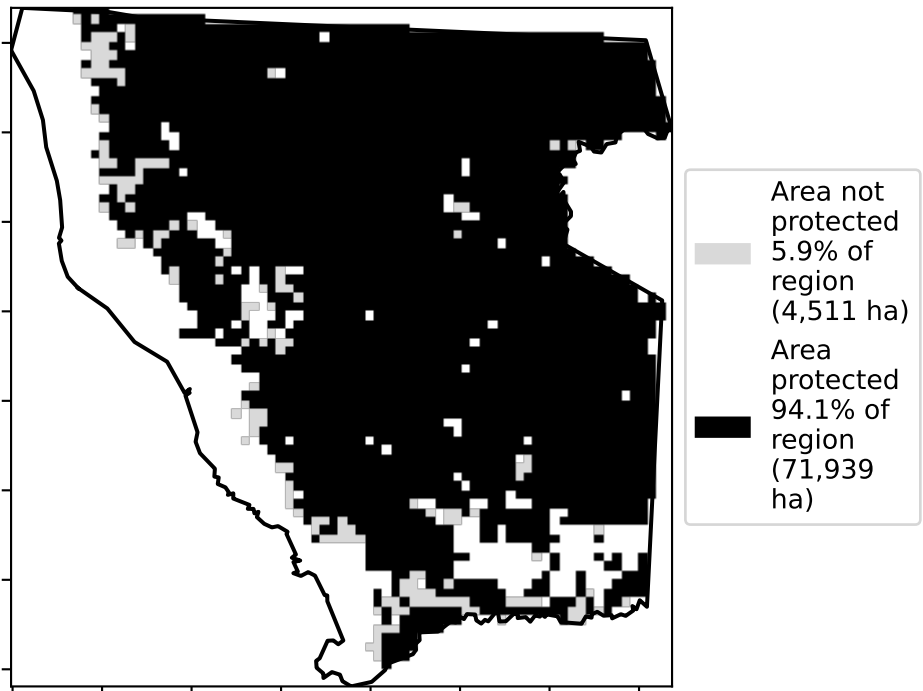 Area not
protected
5.9% of
region
(4,511 ha)
Area
protected
94.1% of
region
(71,939
ha)